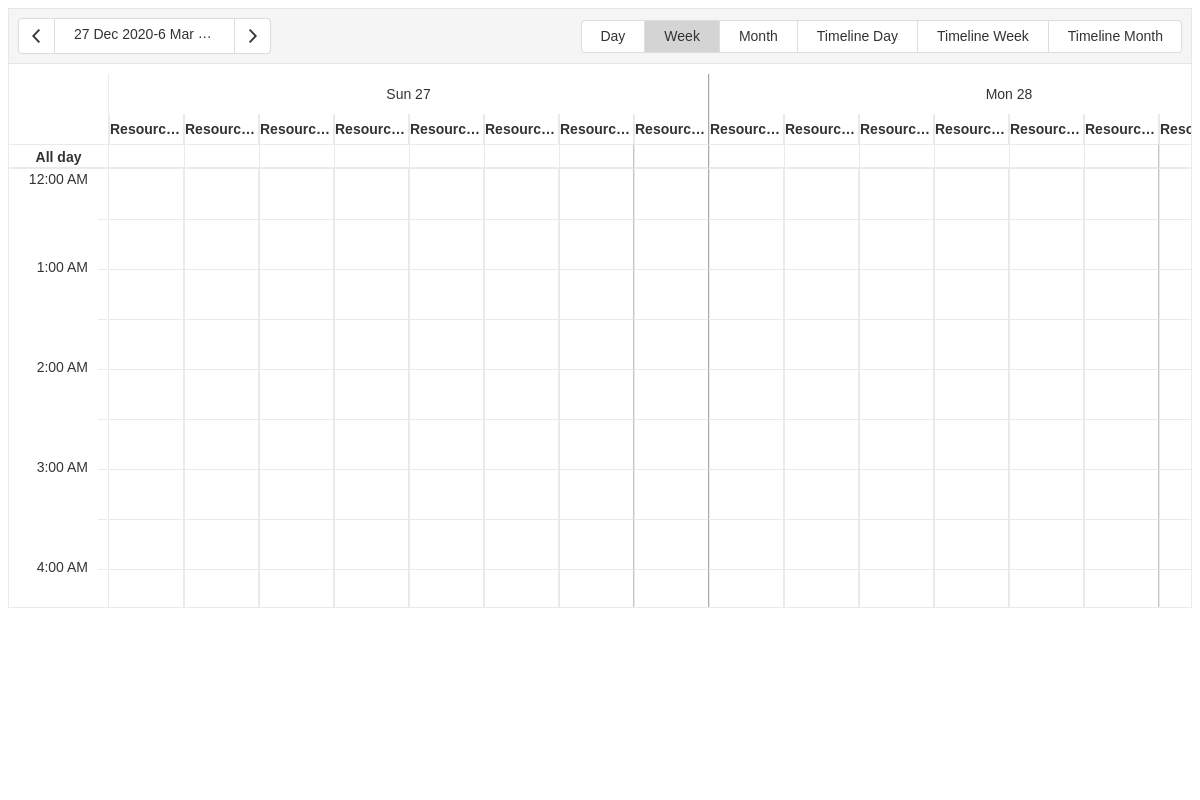 27 Dec 2020-6 Mar …
Day Week Month Timeline Day Timeline Week Timeline Month
Sun 27 Mon 28
Resourc… Resourc… Resourc… Resourc… Resourc… Resourc… Resourc… Resourc… Resourc… Resourc… Resourc… Resourc… Resourc… Resourc… Reso
All day
12:00 AM
1:00 AM
2:00 AM
3:00 AM
4:00 AM